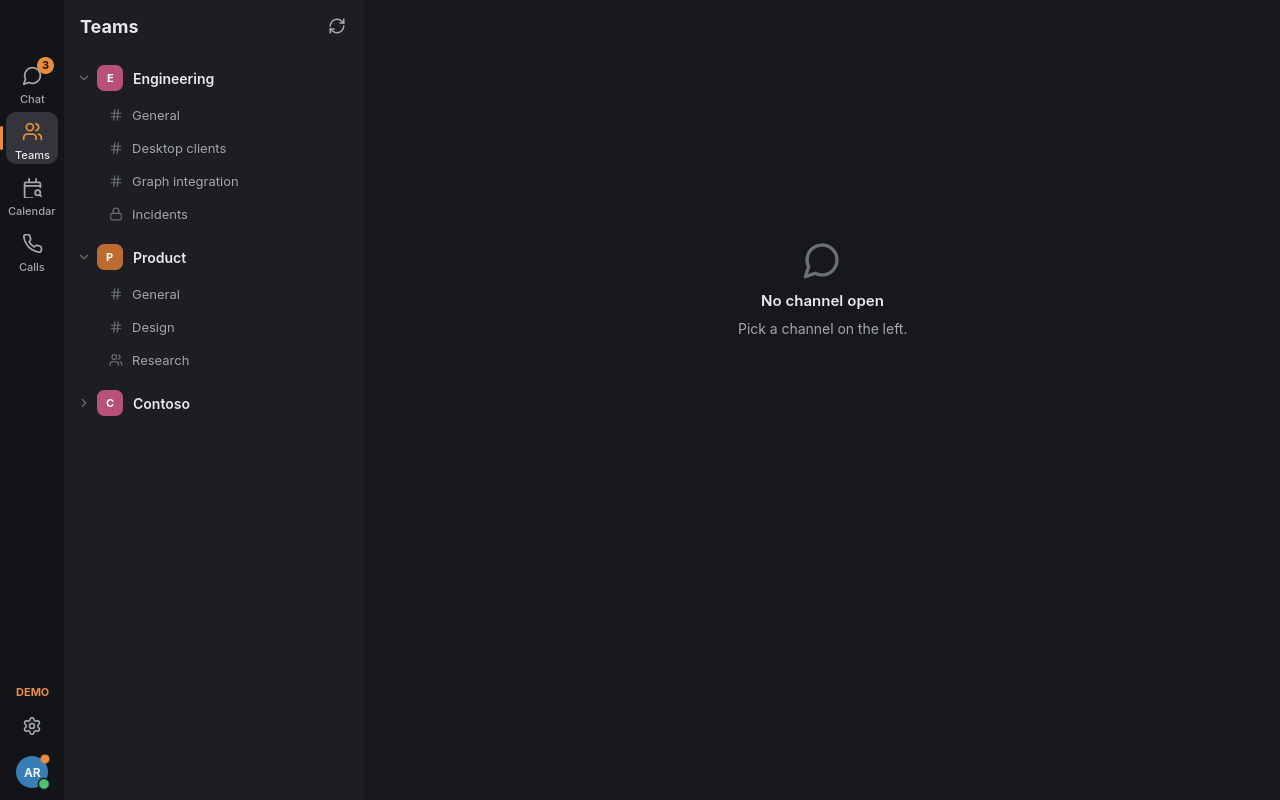 Teams
3
Chat
Teams
Calendar
Calls
E Engineering
General
Desktop clients
Graph integration
Incidents
P Product
General
Design
Research
C Contoso
No channel open
Pick a channel on the left.
DEMO
AR